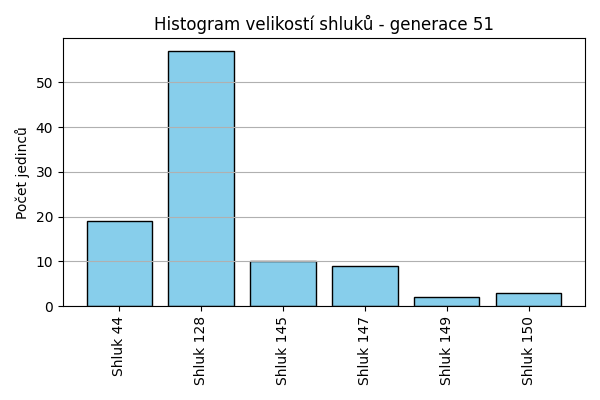 Histogram velikostí shluků - generace 51
Počet jedinců
50
40
30
20
10
0
Shluk 44
Shluk 128
Shluk 145
Shluk 147
Shluk 149
Shluk 150